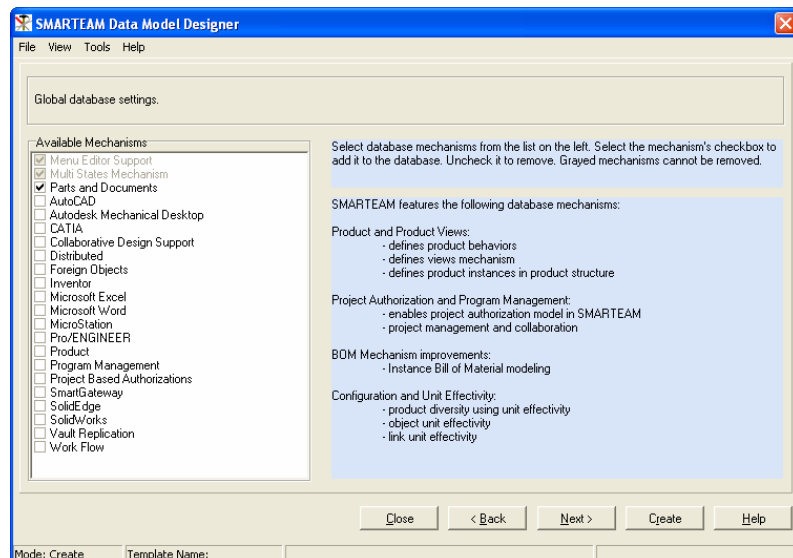 SMARTEAM Data Model Designer
File View Tools Help
Global database settings.
Available Mechanisms
Menu Editor Support
Multi States Mechanism
Parts and Documents
AutoCAD
Autodesk Mechanical Desktop
CATIA
Collaborative Design Support
Distributed
Foreign Objects
Inventor
Microsoft Excel
Microsoft Word
MicroStation
Pro/ENGINEER
Product
Program Management
Project Based Authorizations
SmartGateway
SolidEdge
SolidWorks
Vault Replication
Work Flow
Select database mechanisms from the list on the left. Select the mechanism's checkbox to
add it to the database. Uncheck it to remove. Grayed mechanisms cannot be removed.
SMARTEAM features the following database mechanisms:
Product and Product Views:
- defines product behaviors
- defines views mechanism
- defines product instances in product structure
Project Authorization and Program Management:
- enables project authorization model in SMARTEAM
- project management and collaboration
BOM Mechanism improvements:
- Instance Bill of Material modeling
Configuration and Unit Effectivity:
- product diversity using unit effectivity
- object unit effectivity
- link unit effectivity
Close < Back Next > Create Help
Mode: Create Template Name: